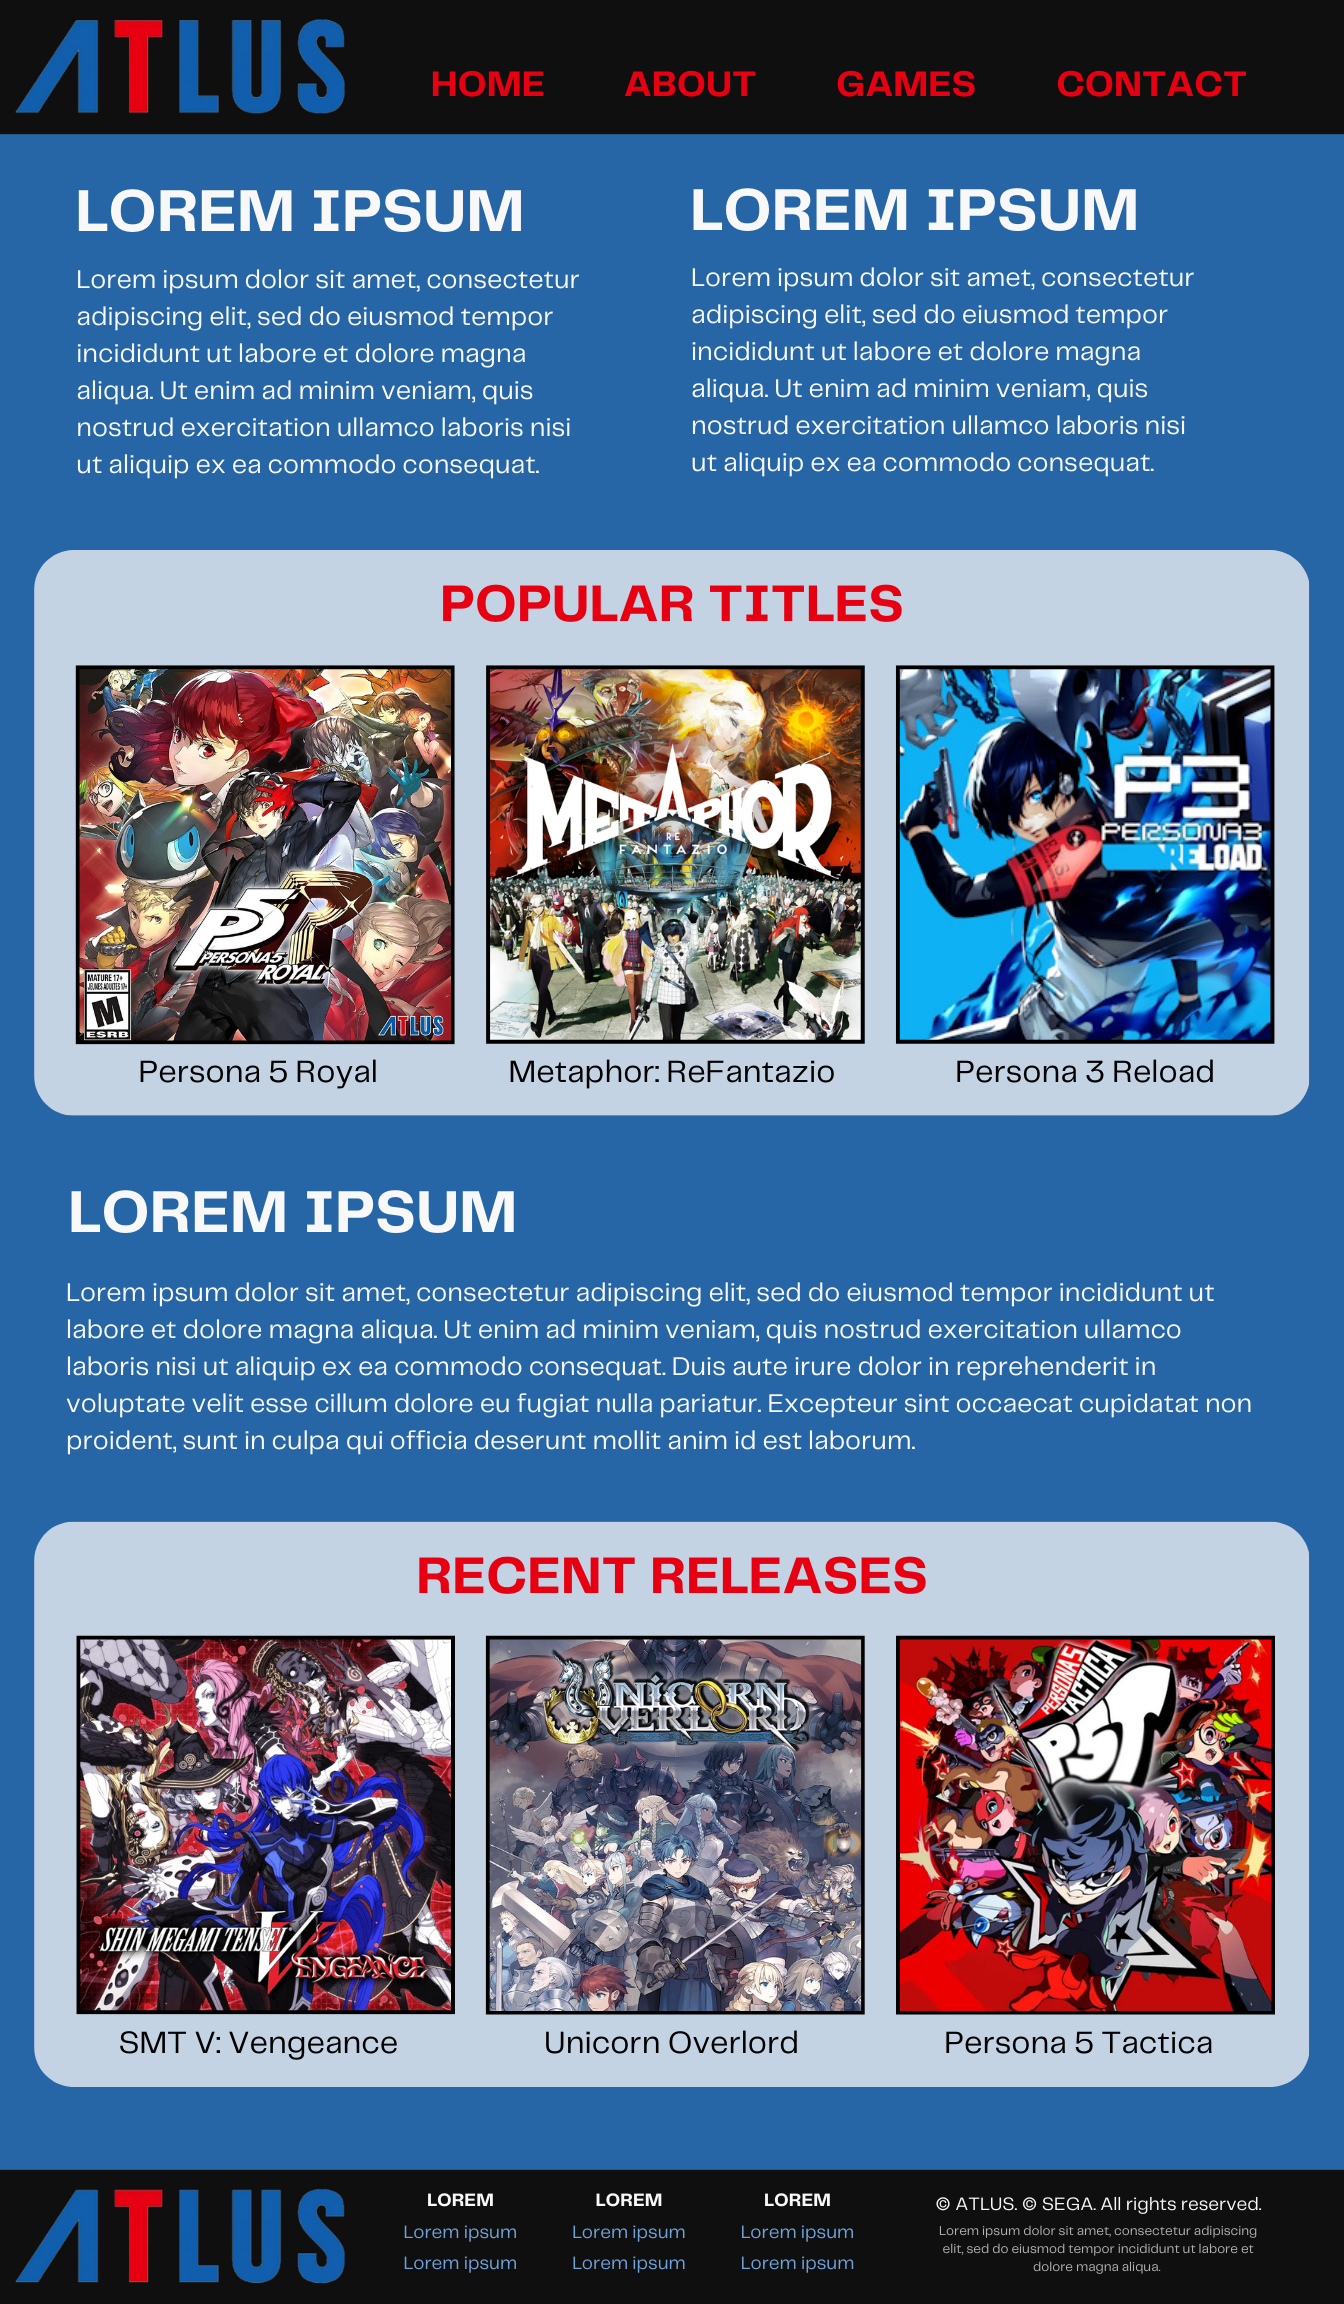 ATLUS
HOME ABOUT GAMES CONTACT
LOREM IPSUM
Lorem ipsum dolor sit amet, consectetur
adipiscing elit, sed do eiusmod tempor
incididunt ut labore et dolore magna
aliqua. Ut enim ad minim veniam, quis
nostrud exercitation ullamco laboris nisi
ut aliquip ex ea commodo consequat.
LOREM IPSUM
Lorem ipsum dolor sit amet, consectetur
adipiscing elit, sed do eiusmod tempor
incididunt ut labore et dolore magna
aliqua. Ut enim ad minim veniam, quis
nostrud exercitation ullamco laboris nisi
ut aliquip ex ea commodo consequat.
POPULAR TITLES
P5R
PERSONA5
ROYAL
MATURE 17+
JEUNES ADULTES 17+
M
ESRB
ATLUS
Persona 5 Royal
METAPHOR
RE
FANTAZIO
Metaphor: ReFantazio
P3
PERSONA3
RELOAD
Persona 3 Reload
LOREM IPSUM
Lorem ipsum dolor sit amet, consectetur adipiscing elit, sed do eiusmod tempor incididunt ut
labore et dolore magna aliqua. Ut enim ad minim veniam, quis nostrud exercitation ullamco
laboris nisi ut aliquip ex ea commodo consequat. Duis aute irure dolor in reprehenderit in
voluptate velit esse cillum dolore eu fugiat nulla pariatur. Excepteur sint occaecat cupidatat non
proident, sunt in culpa qui officia deserunt mollit anim id est laborum.
RECENT RELEASES
SHIN MEGAMI TENSEI V
VENGEANCE
SMT V: Vengeance
UNICORN
OVERLORD
Unicorn Overlord
PERSONA5
TACTICA
P5T
Persona 5 Tactica
ATLUS
LOREM
Lorem ipsum
Lorem ipsum
LOREM
Lorem ipsum
Lorem ipsum
LOREM
Lorem ipsum
Lorem ipsum
© ATLUS. © SEGA. All rights reserved.
Lorem ipsum dolor sit amet, consectetur adipiscing
elit, sed do eiusmod tempor incididunt ut labore et
dolore magna aliqua.